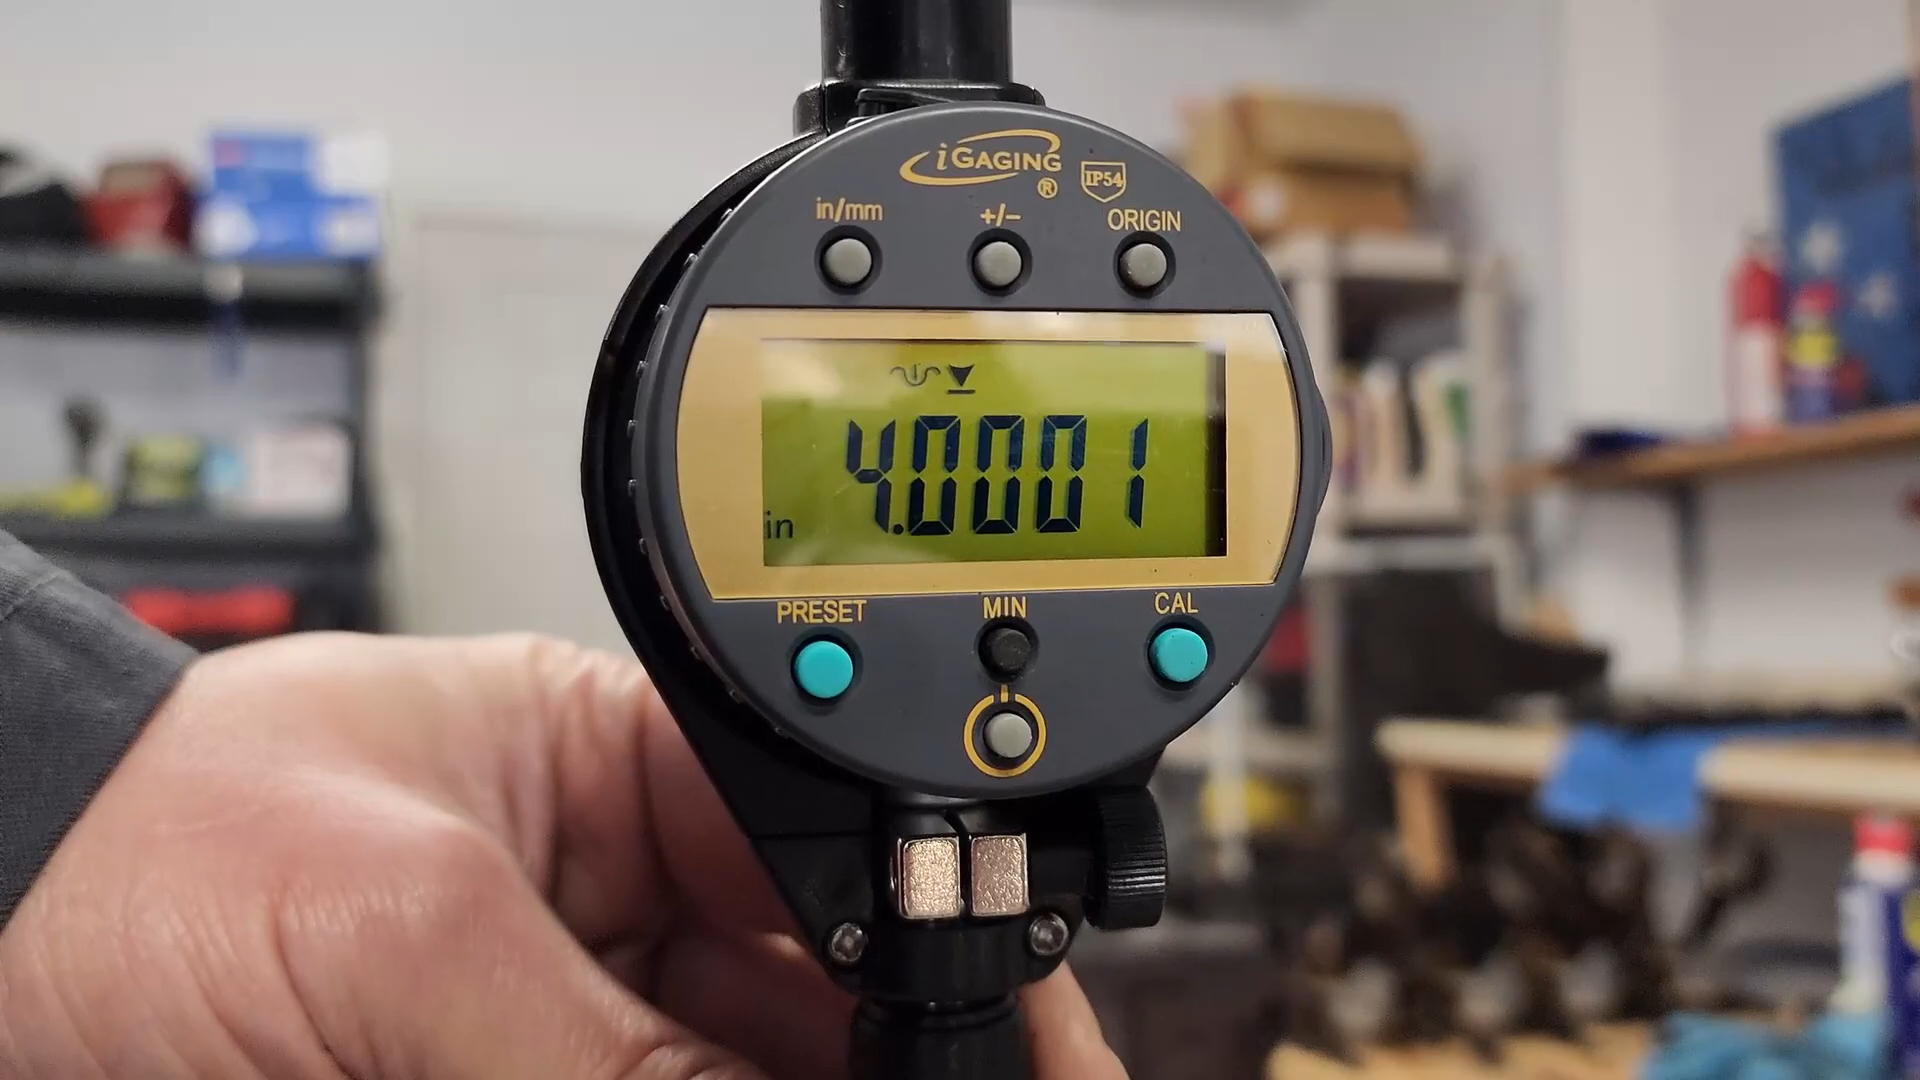 iGAGING
®
IP54
in/mm
+/−
ORIGIN
4.0001
in
PRESET
MIN
CAL